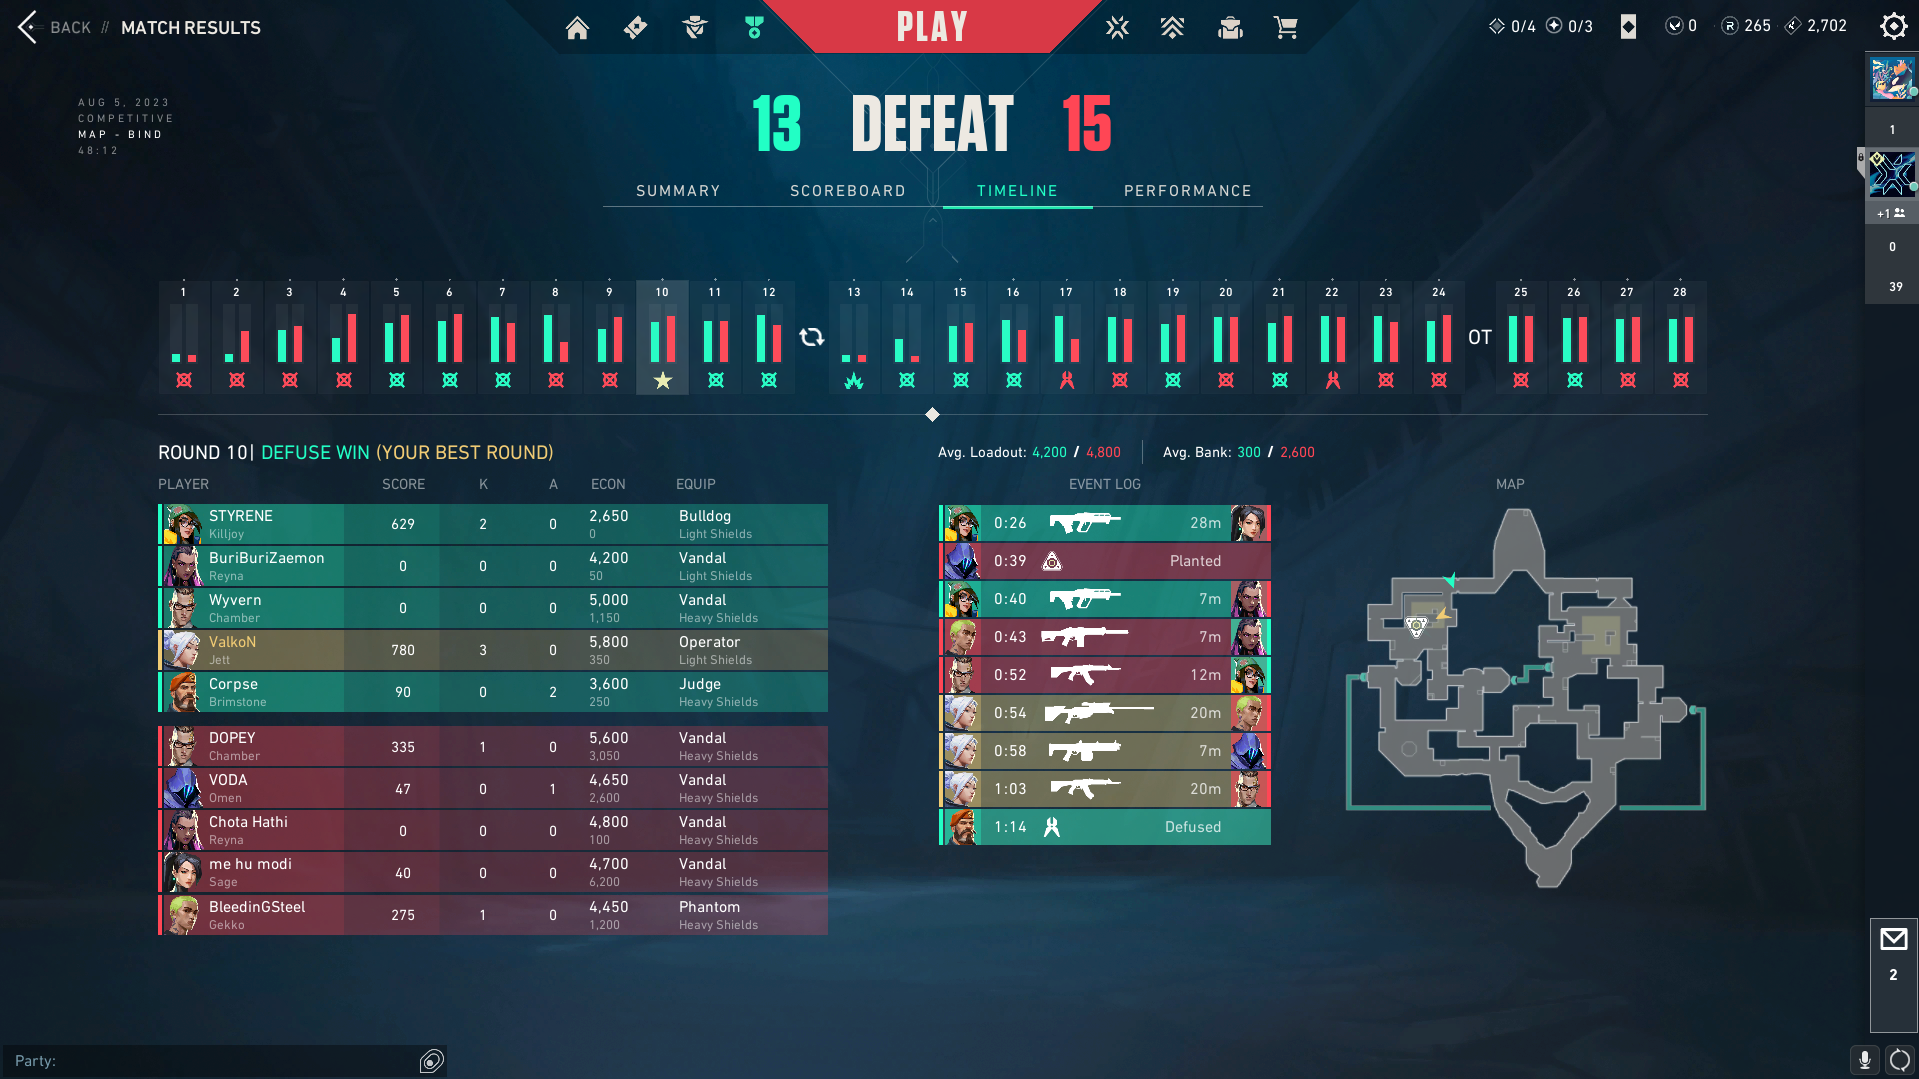 BACK // MATCH RESULTS
PLAY
0/4 0/3 0 265 2,702
AUG 5, 2023
COMPETITIVE
MAP - BIND
48:12
13 DEFEAT 15
SUMMARY SCOREBOARD TIMELINE PERFORMANCE
1
+1
0
39
1 2 3 4 5 6 7 8 9 10 11 12 13 14 15 16 17 18 19 20 21 22 23 24 OT 25 26 27 28
ROUND 10| DEFUSE WIN (YOUR BEST ROUND)
Avg. Loadout: 4,200 / 4,800 Avg. Bank: 300 / 2,600
PLAYER SCORE K A ECON EQUIP
STYRENE 629 2 0 2,650 Bulldog
Killjoy 0 Light Shields
BuriBuriZaemon 0 0 0 4,200 Vandal
Reyna 50 Light Shields
Wyvern 0 0 0 5,000 Vandal
Chamber 1,150 Heavy Shields
ValkoN 780 3 0 5,800 Operator
Jett 350 Light Shields
Corpse 90 0 2 3,600 Judge
Brimstone 250 Heavy Shields
DOPEY 335 1 0 5,600 Vandal
Chamber 3,050 Heavy Shields
VODA 47 0 1 4,650 Vandal
Omen 2,600 Heavy Shields
Chota Hathi 0 0 0 4,800 Vandal
Reyna 100 Heavy Shields
me hu modi 40 0 0 4,700 Vandal
Sage 6,200 Heavy Shields
BleedinGSteel 275 1 0 4,450 Phantom
Gekko 1,200 Heavy Shields
EVENT LOG
0:26 28m
0:39 Planted
0:40 7m
0:43 7m
0:52 12m
0:54 20m
0:58 7m
1:03 20m
1:14 Defused
MAP
2
Party: